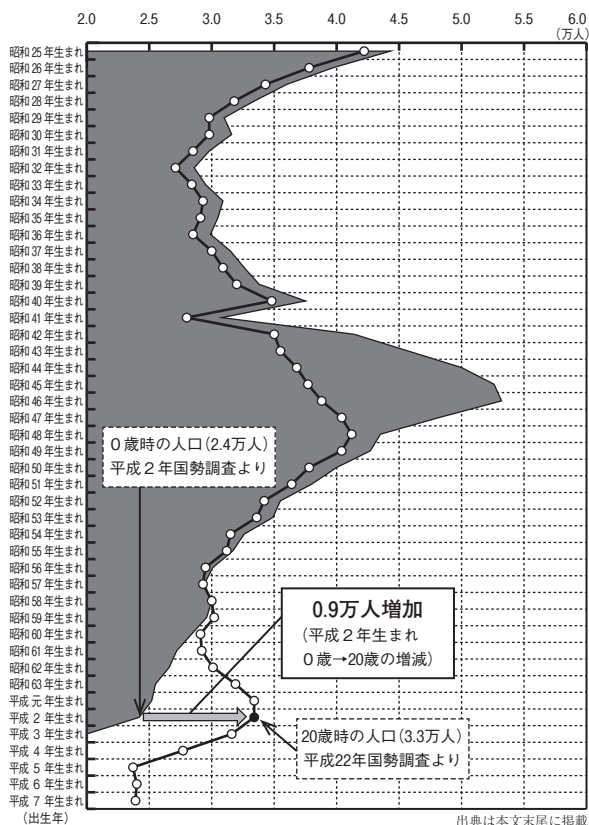 2.0 2.5 3.0 3.5 4.0 4.5 5.0 5.5 6.0
(万人)
昭和25年生まれ
昭和26年生まれ
昭和27年生まれ
昭和28年生まれ
昭和29年生まれ
昭和30年生まれ
昭和31年生まれ
昭和32年生まれ
昭和33年生まれ
昭和34年生まれ
昭和35年生まれ
昭和36年生まれ
昭和37年生まれ
昭和38年生まれ
昭和39年生まれ
昭和40年生まれ
昭和41年生まれ
昭和42年生まれ
昭和43年生まれ
昭和44年生まれ
昭和45年生まれ
昭和46年生まれ
昭和47年生まれ
昭和48年生まれ
昭和49年生まれ
昭和50年生まれ
昭和51年生まれ
昭和52年生まれ
昭和53年生まれ
昭和54年生まれ
昭和55年生まれ
昭和56年生まれ
昭和57年生まれ
昭和58年生まれ
昭和59年生まれ
昭和60年生まれ
昭和61年生まれ
昭和62年生まれ
昭和63年生まれ
平成元年生まれ
平成2年生まれ
平成3年生まれ
平成4年生まれ
平成5年生まれ
平成6年生まれ
平成7年生まれ
(出生年)
0歳時の人口(2.4万人)
平成2年国勢調査より
0.9万人増加
(平成2年生まれ
0歳→20歳の増減)
20歳時の人口(3.3万人)
平成22年国勢調査より
出典は本文末尾に掲載